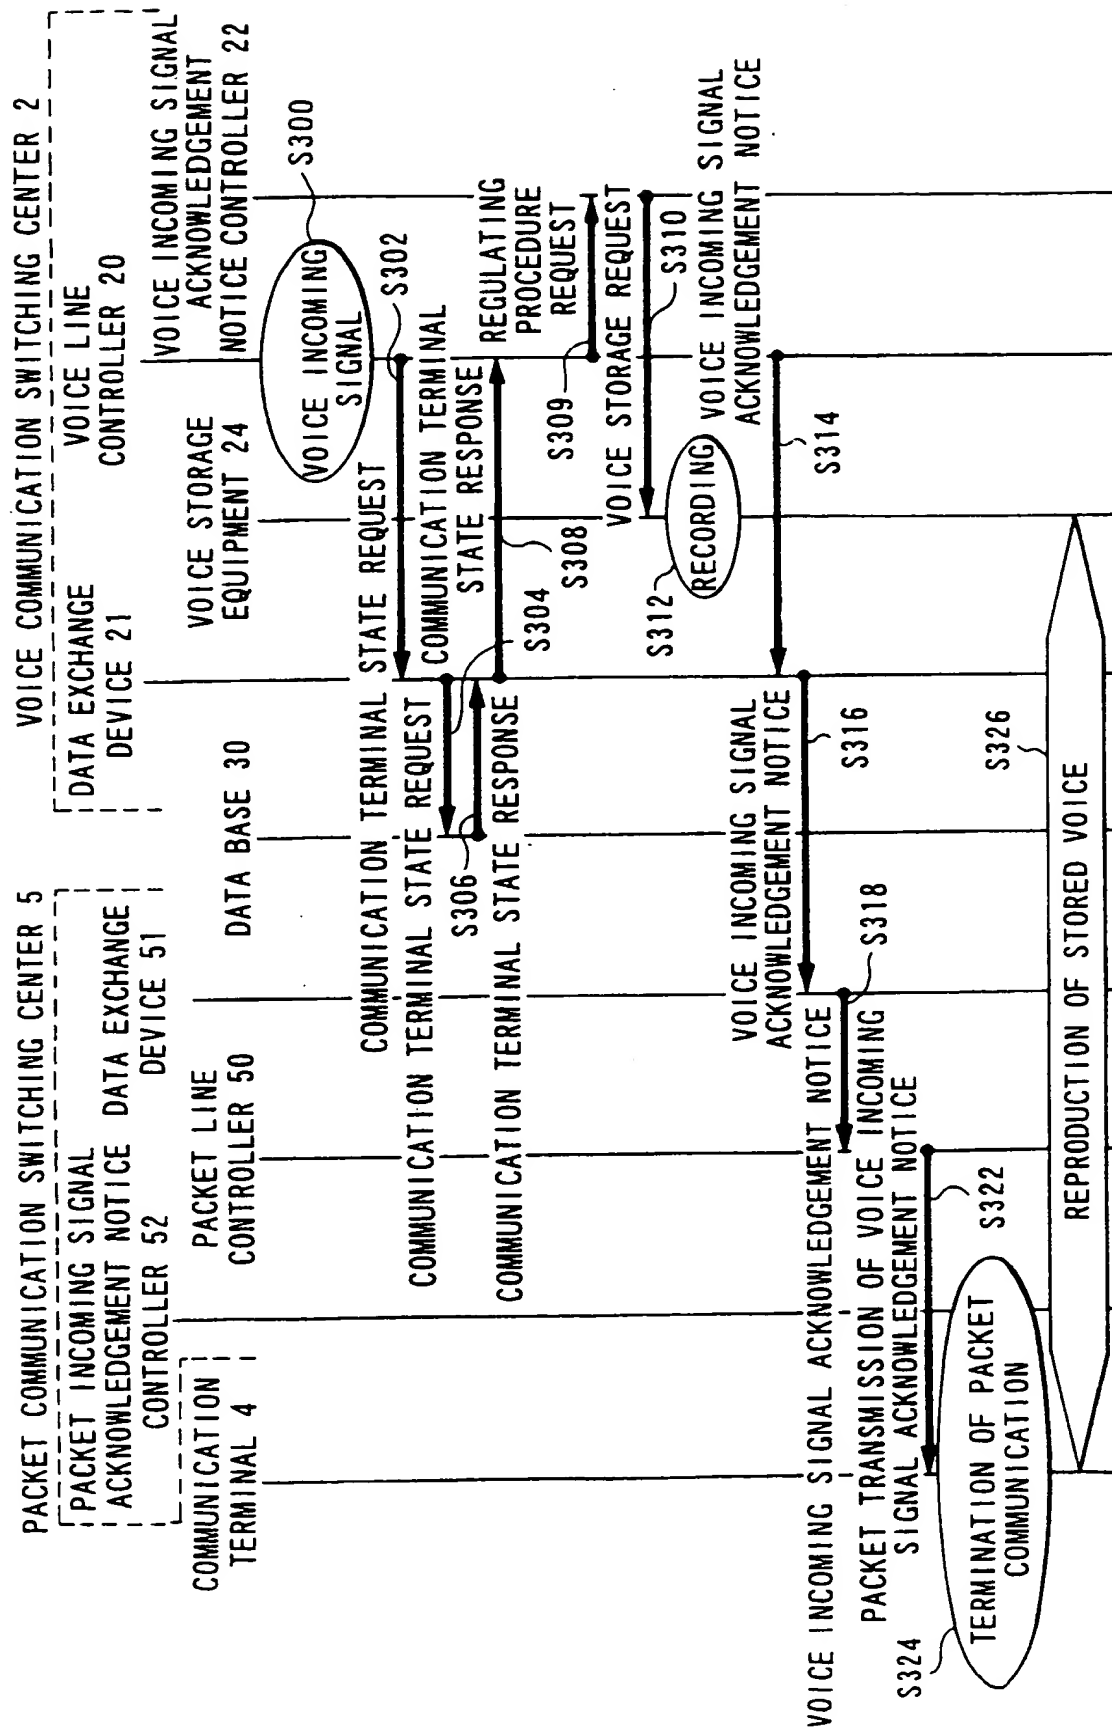 PACKET COMMUNICATION SWITCHING CENTER 5
PACKET INCOMING SIGNAL
ACKNOWLEDGEMENT NOTICE
CONTROLLER 52
DATA EXCHANGE
DEVICE 51
COMMUNICATION
TERMINAL 4
PACKET LINE
CONTROLLER 50
DATA BASE 30
VOICE COMMUNICATION SWITCHING CENTER 2
DATA EXCHANGE
DEVICE 21
VOICE STORAGE
EQUIPMENT 24
VOICE LINE
CONTROLLER 20
VOICE INCOMING SIGNAL
ACKNOWLEDGEMENT
NOTICE CONTROLLER 22
VOICE INCOMING
SIGNAL
S300
COMMUNICATION TERMINAL STATE REQUEST
S302
COMMUNICATION TERMINAL STATE REQUEST
S304
S306
COMMUNICATION TERMINAL STATE RESPONSE
COMMUNICATION TERMINAL
STATE RESPONSE
S308
REGULATING
PROCEDURE
REQUEST
S309
VOICE STORAGE REQUEST
S310
S312
RECORDING
VOICE INCOMING SIGNAL
ACKNOWLEDGEMENT NOTICE
S314
VOICE INCOMING SIGNAL
ACKNOWLEDGEMENT NOTICE
S316
VOICE INCOMING SIGNAL ACKNOWLEDGEMENT NOTICE
S318
PACKET TRANSMISSION OF VOICE INCOMING
SIGNAL ACKNOWLEDGEMENT NOTICE
S322
S324
TERMINATION OF PACKET
COMMUNICATION
S326
REPRODUCTION OF STORED VOICE